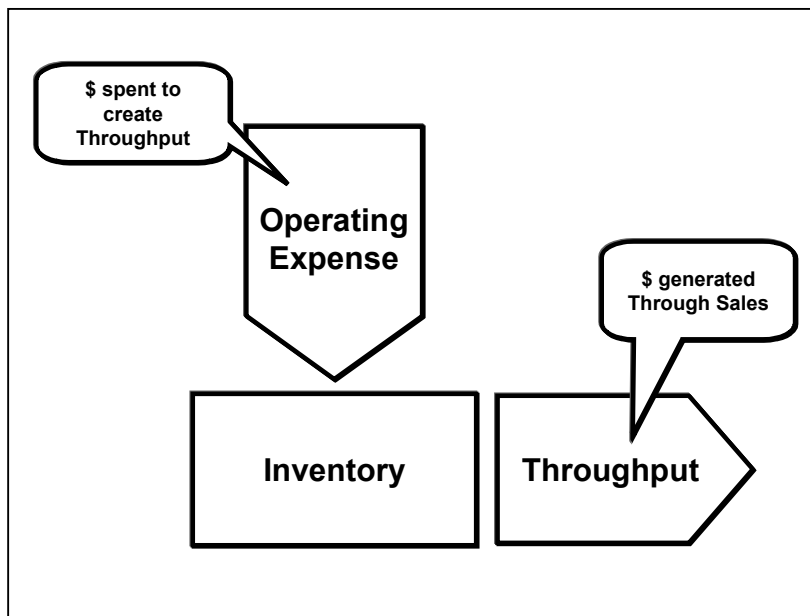 $ spent to
create
Throughput
Operating
Expense
$ generated
Through Sales
Inventory
Throughput